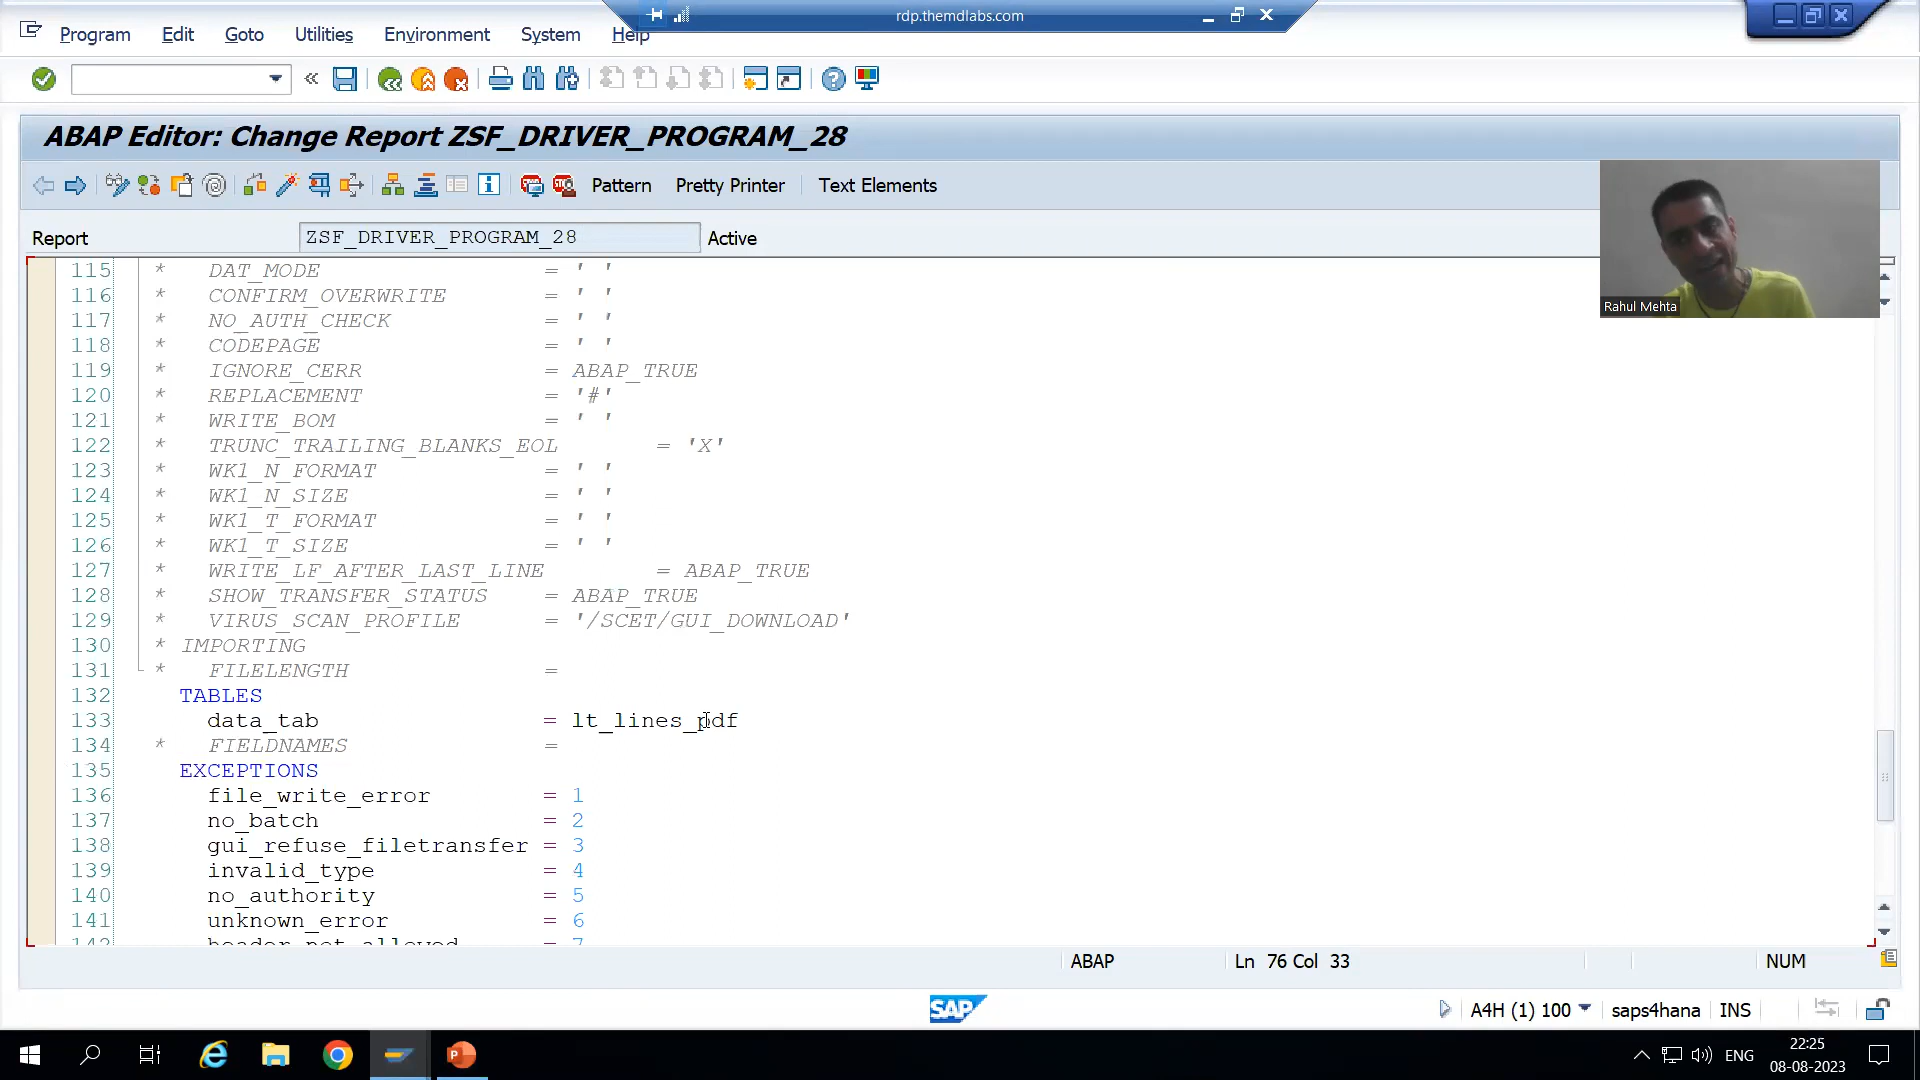 rdp.themdlabs.com
Program Edit Goto Utilities Environment System Help
ABAP Editor: Change Report ZSF_DRIVER_PROGRAM_28
Pattern Pretty Printer Text Elements
Report ZSF_DRIVER_PROGRAM_28 Active
Rahul Mehta
115 * DAT_MODE = ' '
116 * CONFIRM_OVERWRITE = ' '
117 * NO_AUTH_CHECK = ' '
118 * CODEPAGE = ' '
119 * IGNORE_CERR = ABAP_TRUE
120 * REPLACEMENT = '#'
121 * WRITE_BOM = ' '
122 * TRUNC_TRAILING_BLANKS_EOL = 'X'
123 * WK1_N_FORMAT = ' '
124 * WK1_N_SIZE = ' '
125 * WK1_T_FORMAT = ' '
126 * WK1_T_SIZE = ' '
127 * WRITE_LF_AFTER_LAST_LINE = ABAP_TRUE
128 * SHOW_TRANSFER_STATUS = ABAP_TRUE
129 * VIRUS_SCAN_PROFILE = '/SCET/GUI_DOWNLOAD'
130 * IMPORTING
131 * FILELENGTH =
132 TABLES
133 data_tab = lt_lines_pdf
134 * FIELDNAMES =
135 EXCEPTIONS
136 file_write_error = 1
137 no_batch = 2
138 gui_refuse_filetransfer = 3
139 invalid_type = 4
140 no_authority = 5
141 unknown_error = 6
142 header_not_allowed = 7
ABAP Ln 76 Col 33 NUM
SAP A4H (1) 100 saps4hana INS
22:25
ENG
08-08-2023